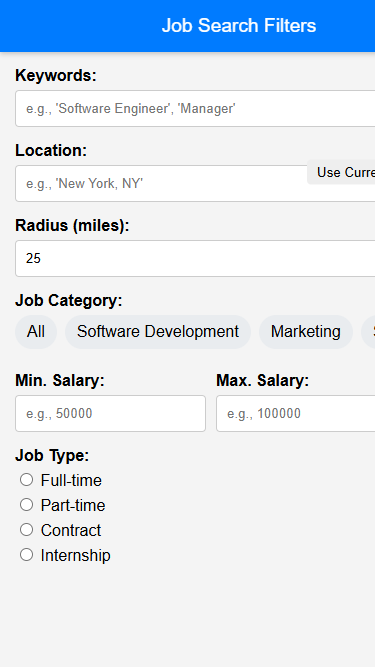 Job Search Filters
Keywords:
e.g., 'Software Engineer', 'Manager'
Location:
e.g., 'New York, NY'
Use Curre
Radius (miles):
25
Job Category:
All Software Development Marketing
Min. Salary: Max. Salary:
e.g., 50000 e.g., 100000
Job Type:
Full-time
Part-time
Contract
Internship